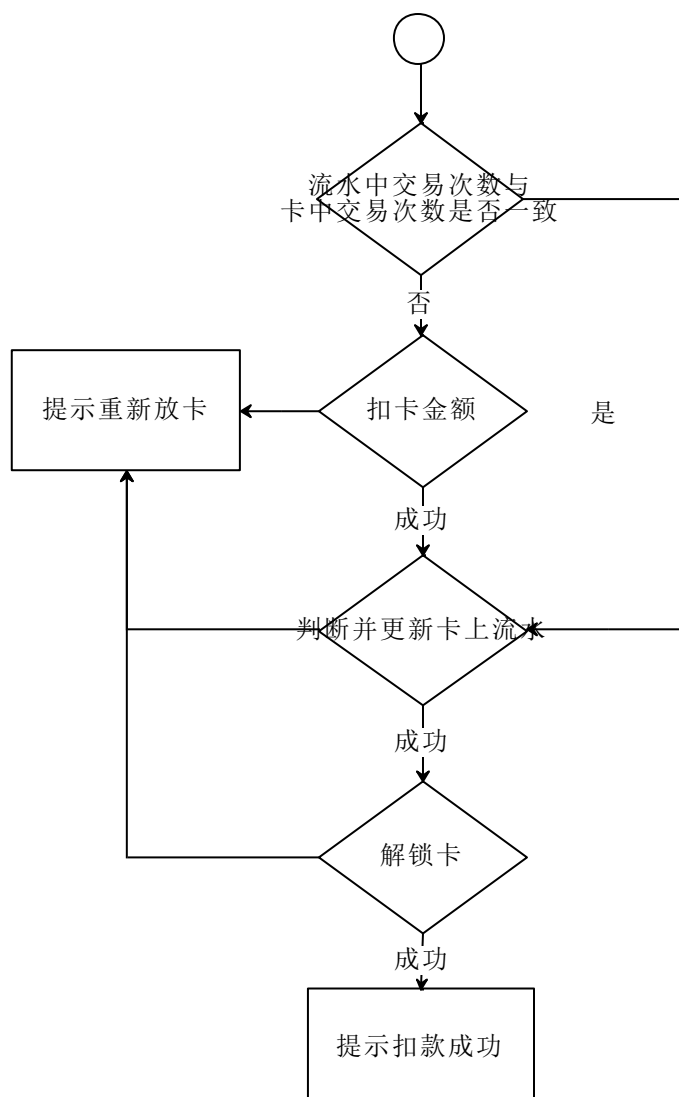 流水中交易次数与
卡中交易次数是否一致
否
提示重新放卡
扣卡金额
是
成功
判断并更新卡上流水
成功
解锁卡
成功
提示扣款成功